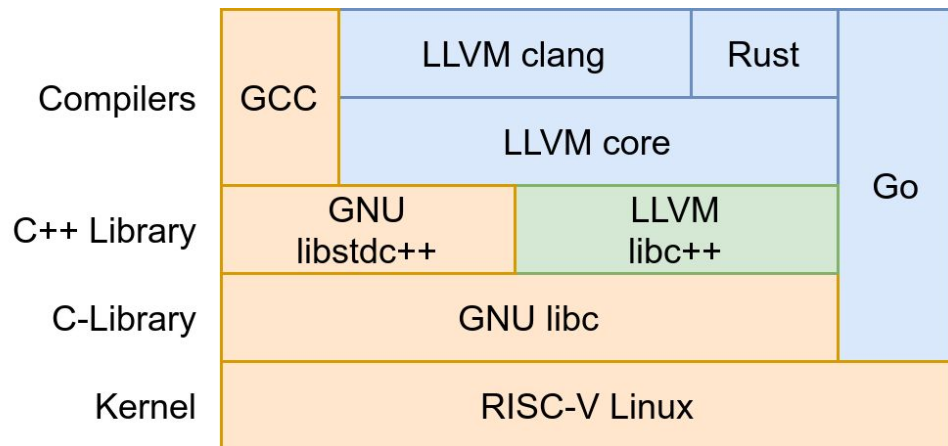 LLVM clang
Rust
Compilers
GCC
LLVM core
Go
C++ Library
GNU
libstdc++
LLVM
libc++
C-Library
GNU libc
Kernel
RISC-V Linux